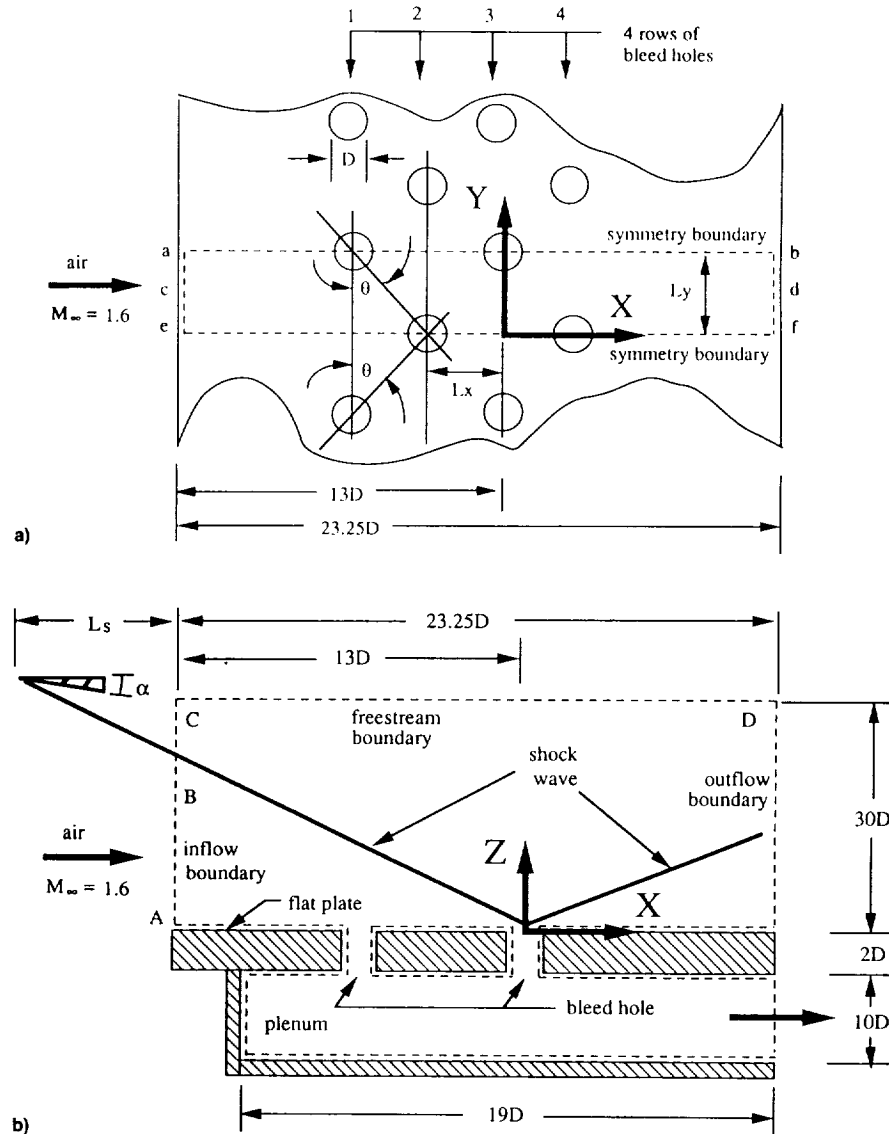 1 2 3 4
4 rows of
bleed holes
D
Y
a
symmetry boundary
b
air
c
θ
Ly
d
M∞ = 1.6
X
e
f
symmetry boundary
θ
Lx
13D
23.25D
a)
Ls
23.25D
13D
α
C
freestream
boundary
D
shock
wave
B
outflow
boundary
air
30D
Z
inflow
boundary
M∞ = 1.6
X
A
flat plate
2D
bleed hole
plenum
10D
19D
b)